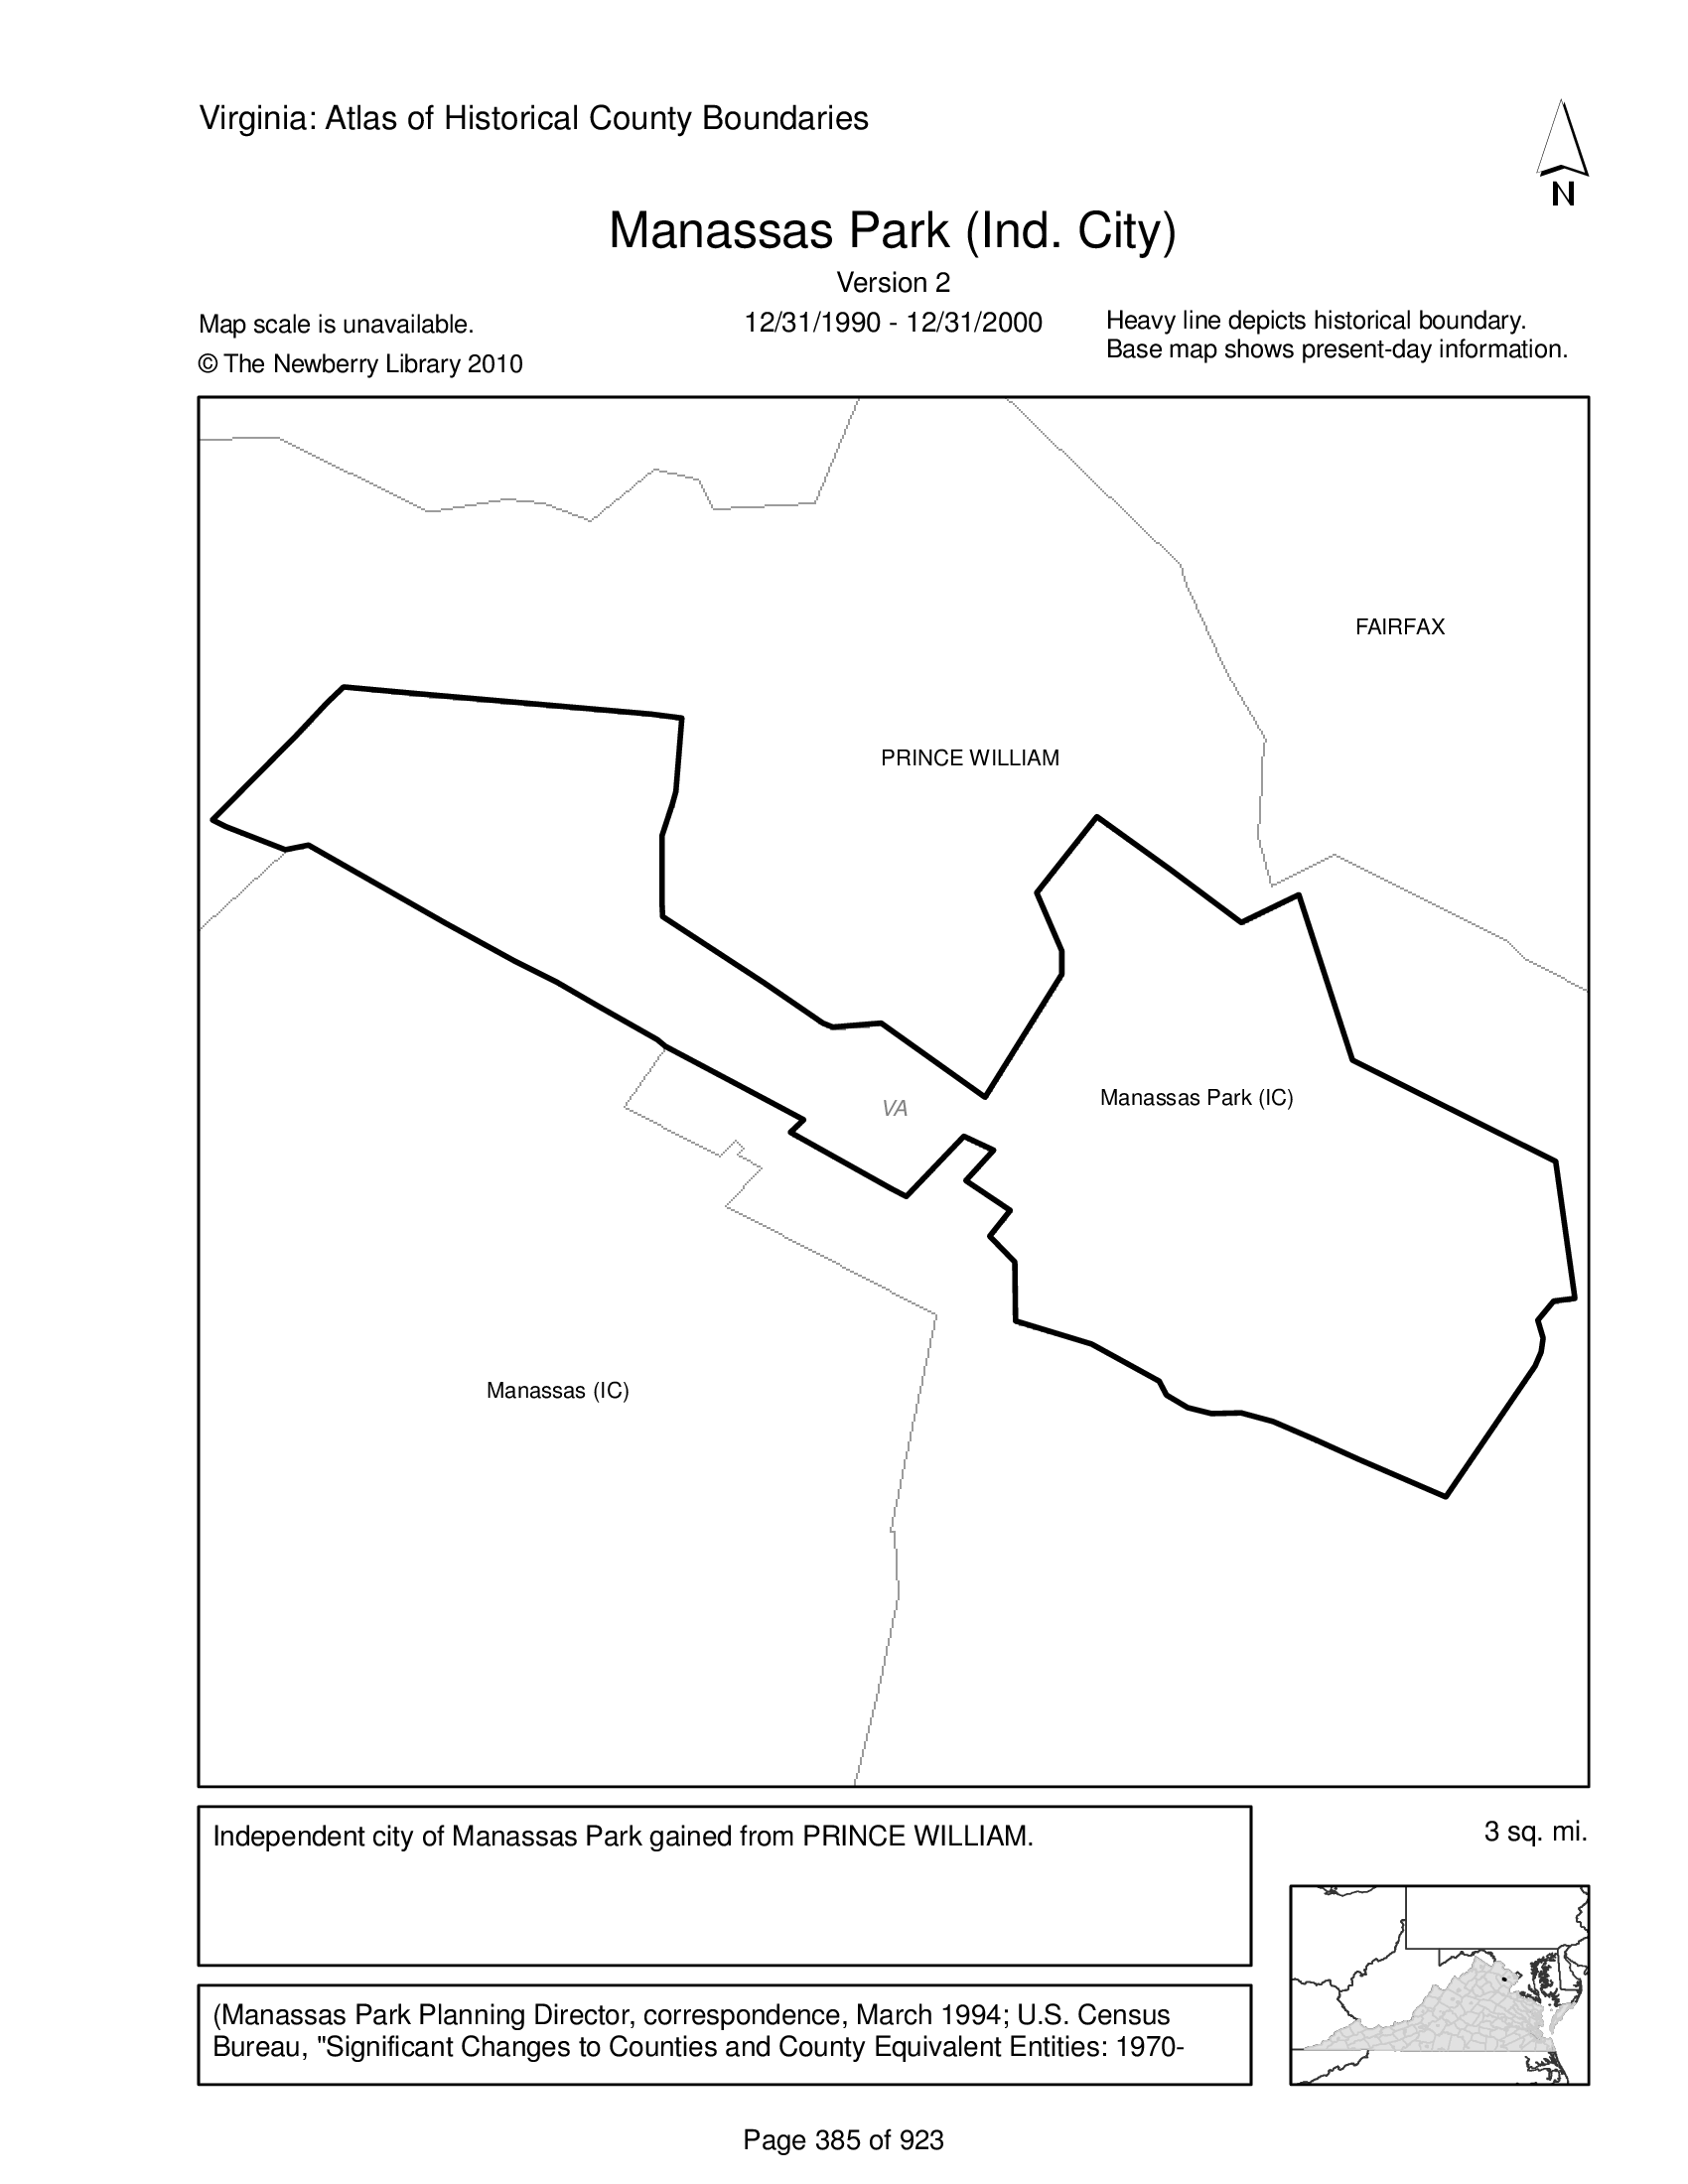 Virginia: Atlas of Historical County Boundaries
N
Manassas Park (Ind. City)
Version 2
Map scale is unavailable.
12/31/1990 - 12/31/2000
Heavy line depicts historical boundary.
© The Newberry Library 2010
Base map shows present-day information.
FAIRFAX
PRINCE WILLIAM
VA
Manassas Park (IC)
Manassas (IC)
Independent city of Manassas Park gained from PRINCE WILLIAM.
3 sq. mi.
(Manassas Park Planning Director, correspondence, March 1994; U.S. Census
Bureau, "Significant Changes to Counties and County Equivalent Entities: 1970-
Page 385 of 923